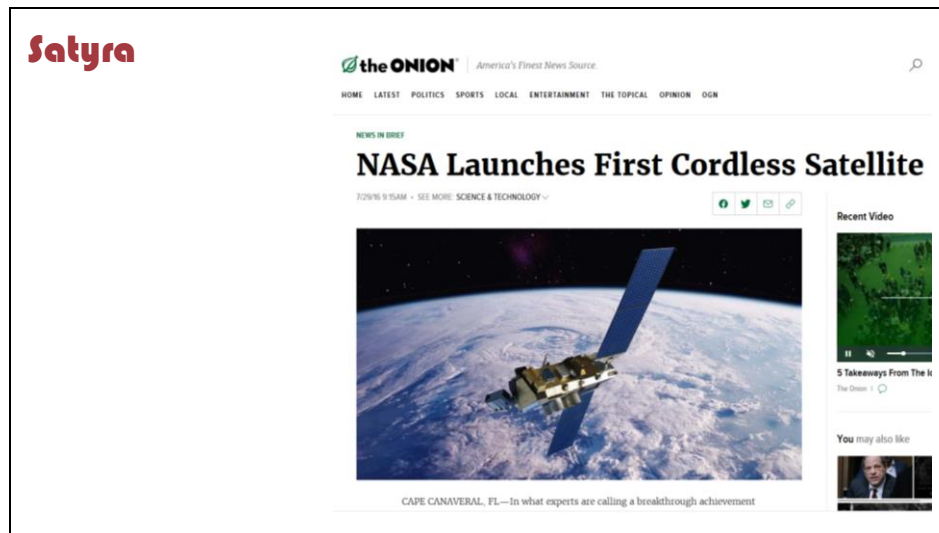 Satyra
the ONION® America's Finest News Source.
HOME LATEST POLITICS SPORTS LOCAL ENTERTAINMENT THE TOPICAL OPINION OGN
NEWS IN BRIEF
NASA Launches First Cordless Satellite
7/29/16 9:15AM • SEE MORE: SCIENCE & TECHNOLOGY
Recent Video
5 Takeaways From The
The Onion
You may also like
CAPE CANAVERAL, FL—In what experts are calling a breakthrough achievement